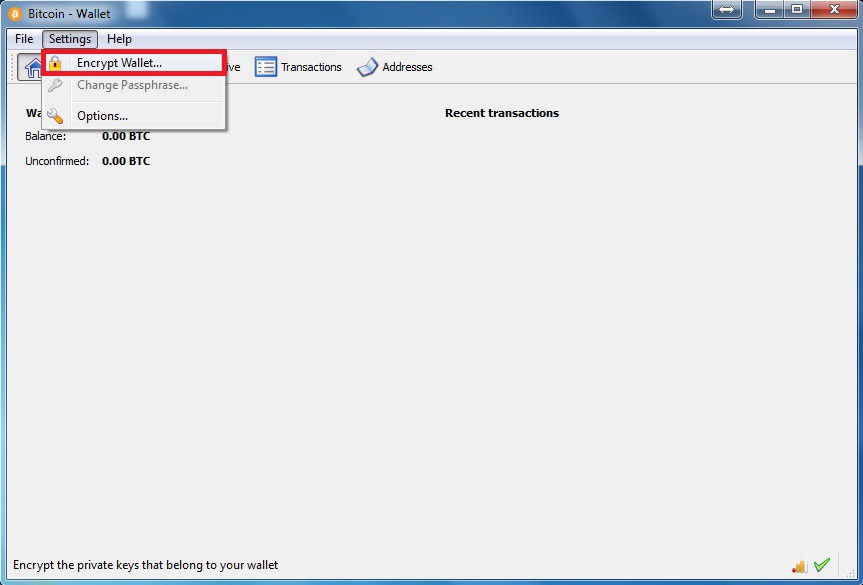 Bitcoin - Wallet
File Settings Help
Encrypt Wallet...
ive Transactions Addresses
Change Passphrase...
Wa Recent transactions
Options...
Balance: 0.00 BTC
Unconfirmed: 0.00 BTC
Encrypt the private keys that belong to your wallet